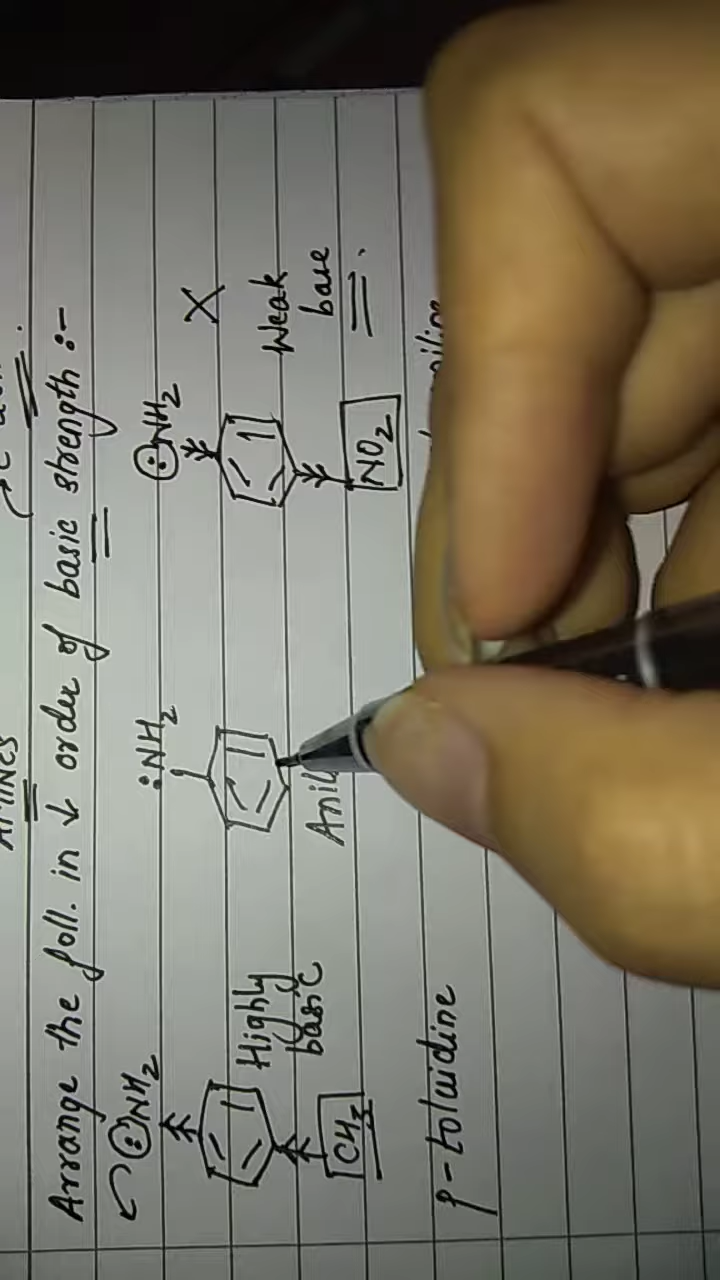 AMINES
Arrange the foll. in ↓ order of basic strength :-
:NH2 :NH2 :NH2 X
Highly basic
Weak base
CH3 NO2
p-toluidine